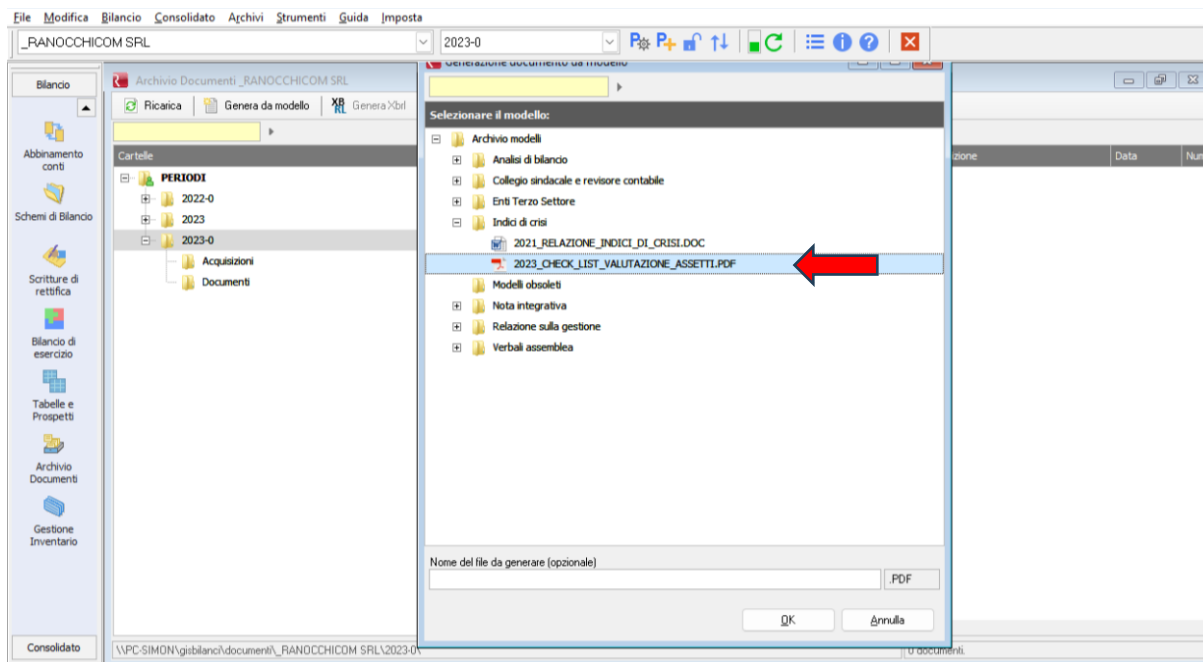 File Modifica Bilancio Consolidato Archivi Strumenti Guida Imposta
_RANOCCHICOM SRL
2023-0
Bilancio
Abbinamento
conti
Schemi di Bilancio
Scritture di
rettifica
Bilancio di
esercizio
Tabelle e
Prospetti
Archivio
Documenti
Gestione
Inventario
Consolidato
Archivio Documenti _RANOCCHICOM SRL
Ricarica Genera da modello Genera Xbrl
Cartelle
PERIODI
2022-0
2023
2023-0
Acquisizioni
Documenti
Generazione documento da modello
Selezionare il modello:
Archivio modelli
Analisi di bilancio
Collegio sindacale e revisore contabile
Enti Terzo Settore
Indici di crisi
2021_RELAZIONE_INDICI_DI_CRISI.DOC
2023_CHECK_LIST_VALUTAZIONE_ASSETTI.PDF
Modelli obsoleti
Nota integrativa
Relazione sulla gestione
Verbali assemblea
Nome del file da generare (opzionale)
.PDF
OK Annulla
zione Data Num
\\PC-SIMON\gisbilanci\documenti\_RANOCCHICOM SRL\2023-0\
0 documenti.